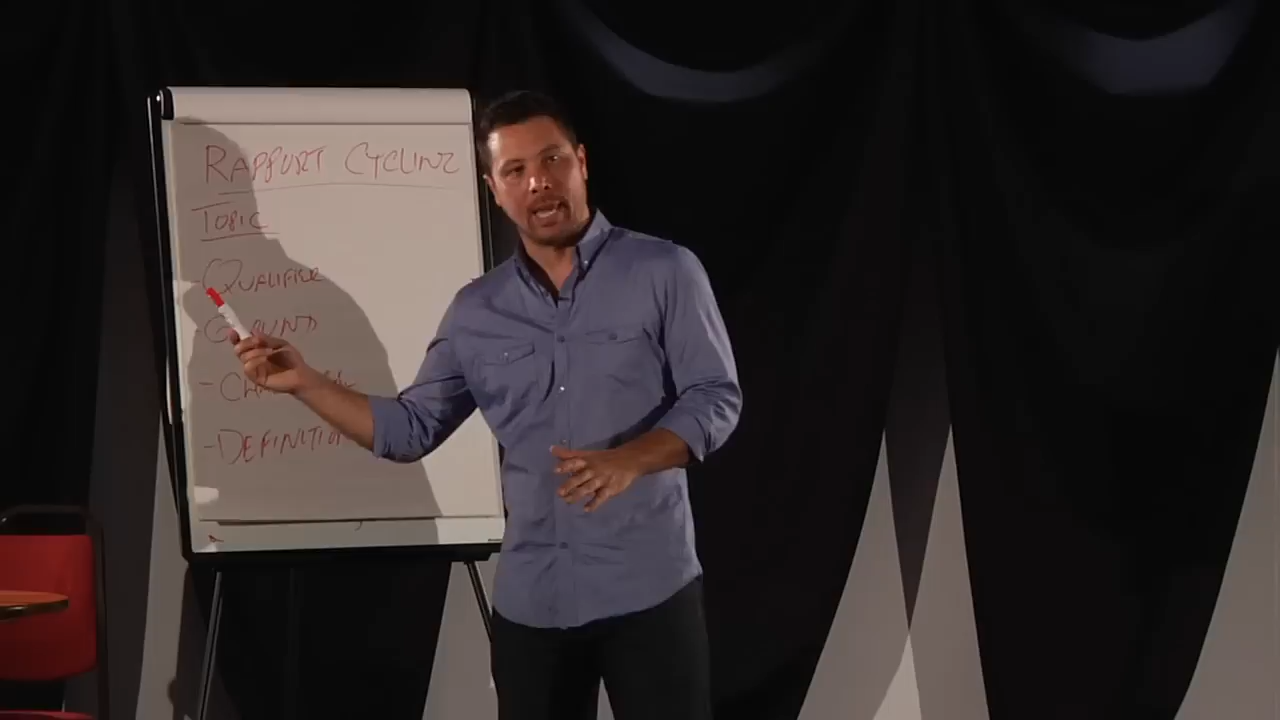 RAPPORT CYCLING
TOPIC
- QUALIFIER
GROUND
- DEFINITION